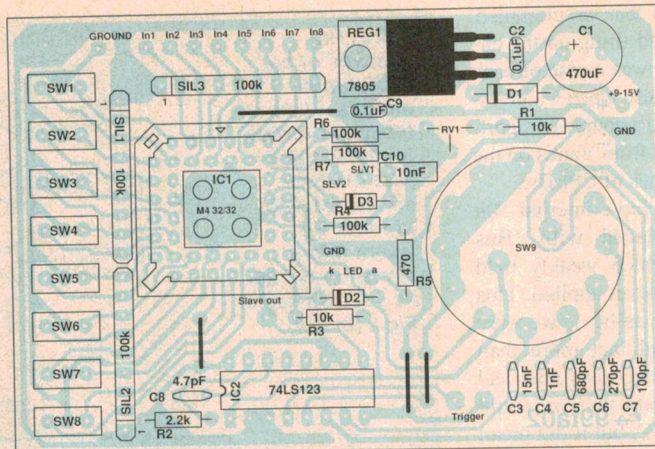 GROUND In1 In2 In3 In4 In5 In6 In7 In8
REG1
7805
C2
0.1uF
C1
+
470uF
SW1
1
SIL3 100k
1
D1
+9-15V
C9
0.1uF
R1
10k
GND
SW2
SIL1
100k
R6
100k
RV1
R7
100k
SLV1
C10
10nF
SW3
IC1
M4 32/32
SLV2
D3
R4
100k
SW4
SW9
GND
k LED a
470
R5
SW5
Slave out
D2
10k
R3
SW6
100k
SIL2
1
SW7
4.7pF
C8
IC2
74LS123
15nF
C3
1nF
C4
680pF
C5
270pF
C6
100pF
C7
SW8
2.2k
R2
Trigger